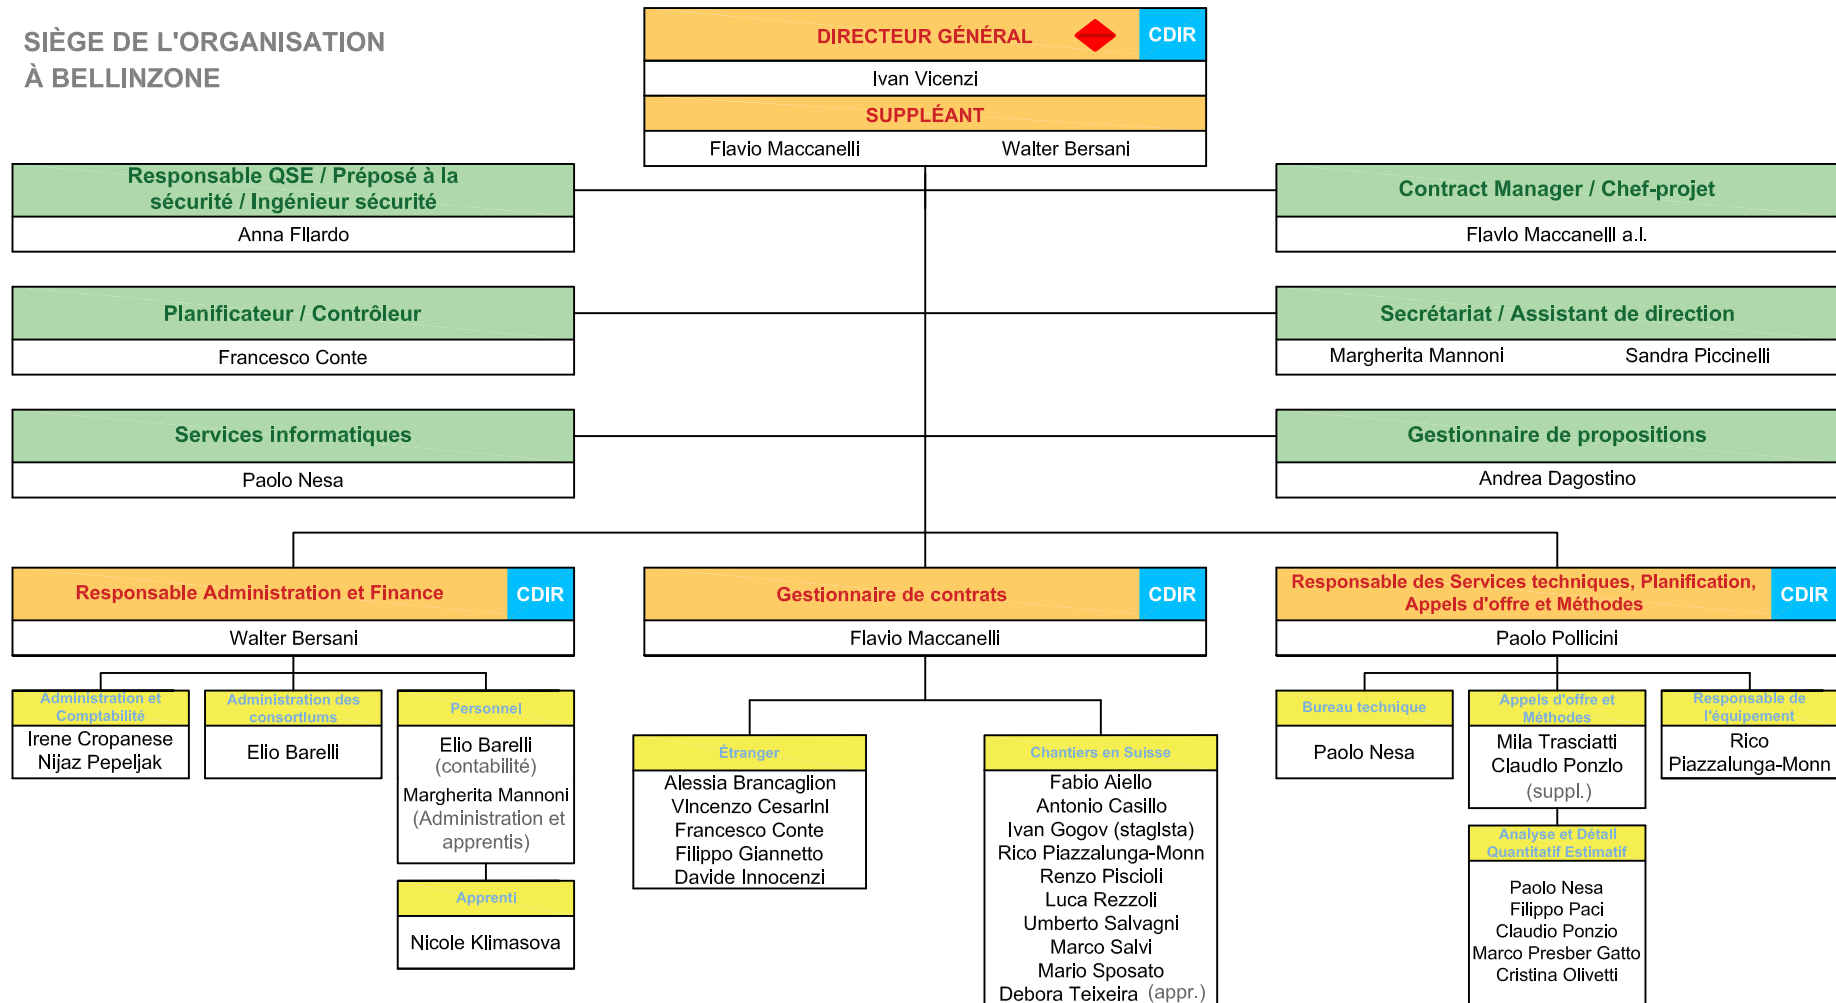 SIÈGE DE L'ORGANISATION
À BELLINZONE
DIRECTEUR GÉNÉRAL
CDIR
Ivan Vicenzi
SUPPLÉANT
Flavio Maccanelli
Walter Bersani
Responsable QSE / Préposé à la
sécurité / Ingénieur sécurité
Anna Filardo
Contract Manager / Chef-projet
Flavio Maccanelli a.i.
Planificateur / Contrôleur
Francesco Conte
Secrétariat / Assistant de direction
Margherita Mannoni
Sandra Piccinelli
Services informatiques
Paolo Nesa
Gestionnaire de propositions
Andrea Dagostino
Responsable Administration et Finance
CDIR
Walter Bersani
Administration et
Comptabilité
Irene Cropanese
Nijaz Pepeljak
Administration des
consortiums
Elio Barelli
Personnel
Elio Barelli
(contabilité)
Margherita Mannoni
(Administration et
apprentis)
Apprenti
Nicole Klimasova
Gestionnaire de contrats
CDIR
Flavio Maccanelli
Étranger
Alessia Brancaglion
Vincenzo Cesarini
Francesco Conte
Filippo Giannetto
Davide Innocenzi
Chantiers en Suisse
Fabio Aiello
Antonio Casillo
Ivan Gogov (stagista)
Rico Piazzalunga-Monn
Renzo Piscioli
Luca Rezzoli
Umberto Salvagni
Marco Salvi
Mario Sposato
Debora Teixeira (appr.)
Responsable des Services techniques, Planification,
Appels d'offre et Méthodes
CDIR
Paolo Pollicini
Bureau technique
Paolo Nesa
Appels d'offre et
Méthodes
Mila Trasciatti
Claudio Ponzio
(suppl.)
Analyse et Détail
Quantitatif Estimatif
Paolo Nesa
Filippo Paci
Claudio Ponzio
Marco Presber Gatto
Cristina Olivetti
Responsable de
l'équipement
Rico
Piazzalunga-Monn